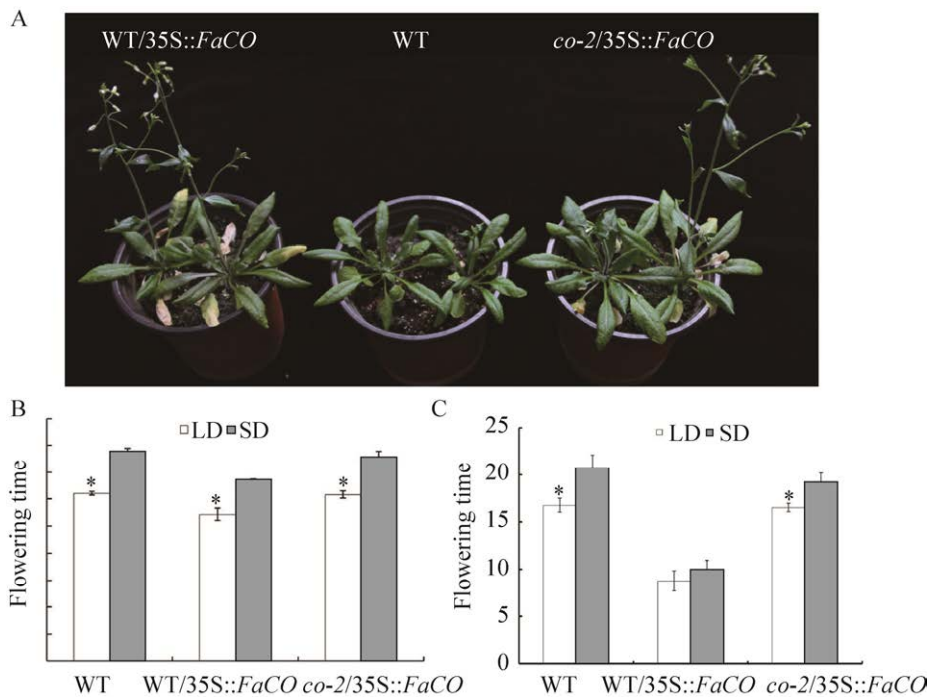 A
WT/35S::FaCO WT co-2/35S::FaCO
B
LD SD
* * *
Flowering time
WT WT/35S::FaCO co-2/35S::FaCO
C
LD SD
25
20
15
10
5
0
* *
Flowering time
WT WT/35S::FaCO co-2/35S::FaCO